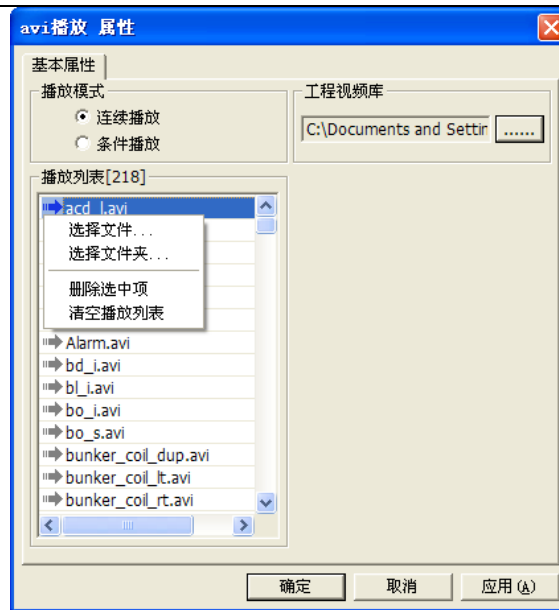 avi播放 属性
基本属性
播放模式
连续播放
条件播放
工程视频库
C:\Documents and Settir
......
播放列表[218]
acd_l.avi
选择文件...
选择文件夹...
删除选中项
清空播放列表
Alarm.avi
bd_i.avi
bl_i.avi
bo_i.avi
bo_s.avi
bunker_coil_dup.avi
bunker_coil_lt.avi
bunker_coil_rt.avi
确定
取消
应用(A)